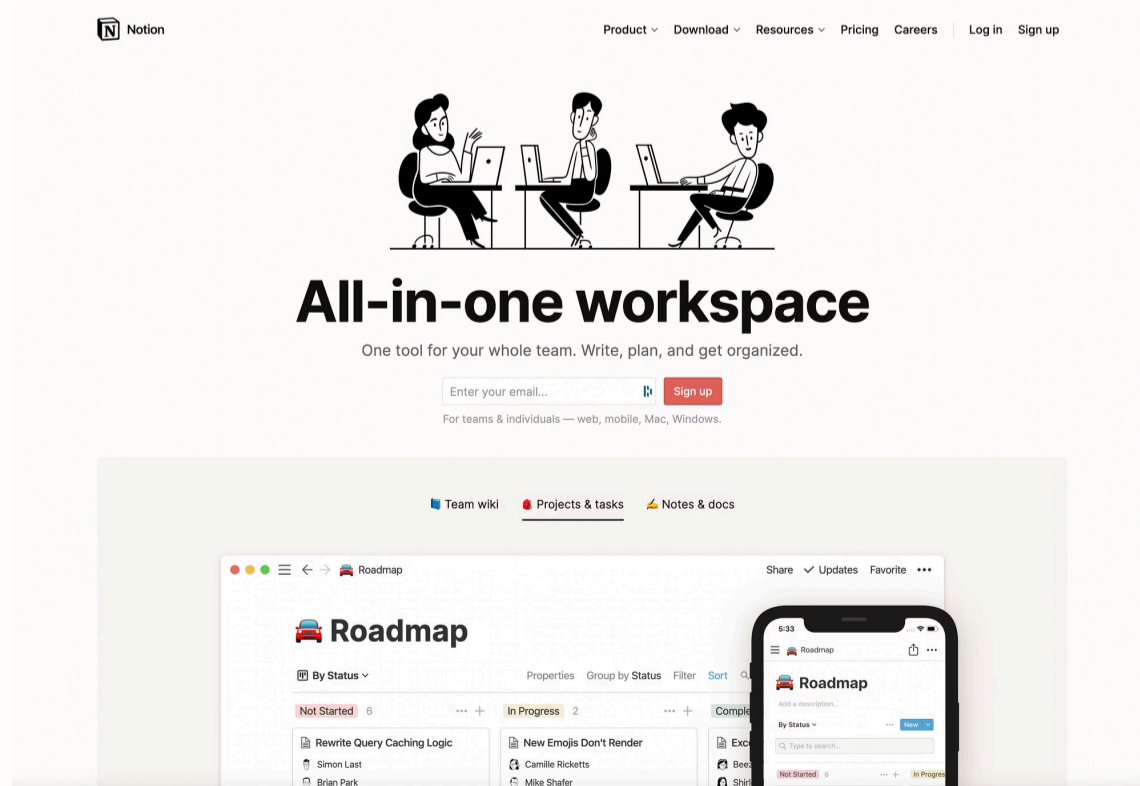 Notion
Product Download Resources Pricing Careers Log in Sign up
All-in-one workspace
One tool for your whole team. Write, plan, and get organized.
Enter your email... Sign up
For teams & individuals — web, mobile, Mac, Windows.
Team wiki Projects & tasks Notes & docs
Roadmap Share Updates Favorite
Roadmap
By Status Properties Group by Status Filter Sort
Not Started 6 In Progress 2
Rewrite Query Caching Logic New Emojis Don't Render
Simon Last Camille Ricketts
Brian Park Mike Shafer
5:33
Roadmap
Roadmap
Add a description...
By Status New
Type to search...
Not Started 6